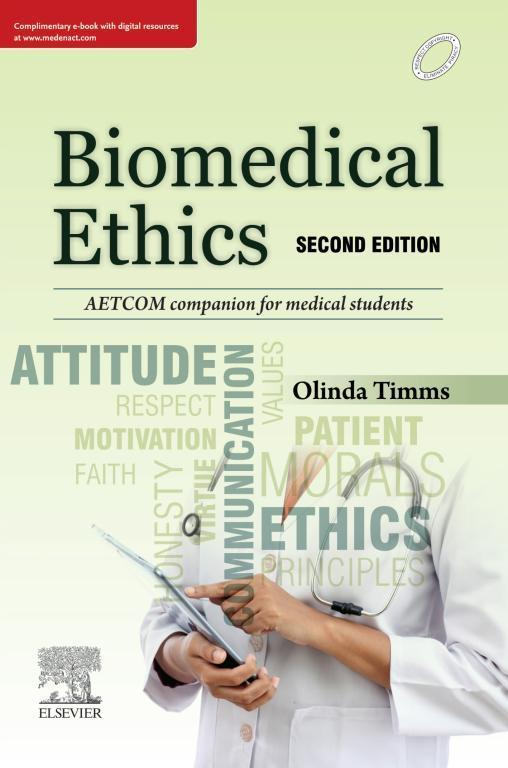 Complimentary e-book with digital resources
at www.medenact.com
RESPECT COPYRIGHT
ELIMINATE PIRACY
Biomedical
Ethics
SECOND EDITION
AETCOM companion for medical students
ATTITUDE
RESPECT
MOTIVATION
FAITH
HONESTY
VIRTUE
COMMUNICATION
VALUES
Olinda Timms
PATIENT
MORALS
ETHICS
PRINCIPLES
ELSEVIER